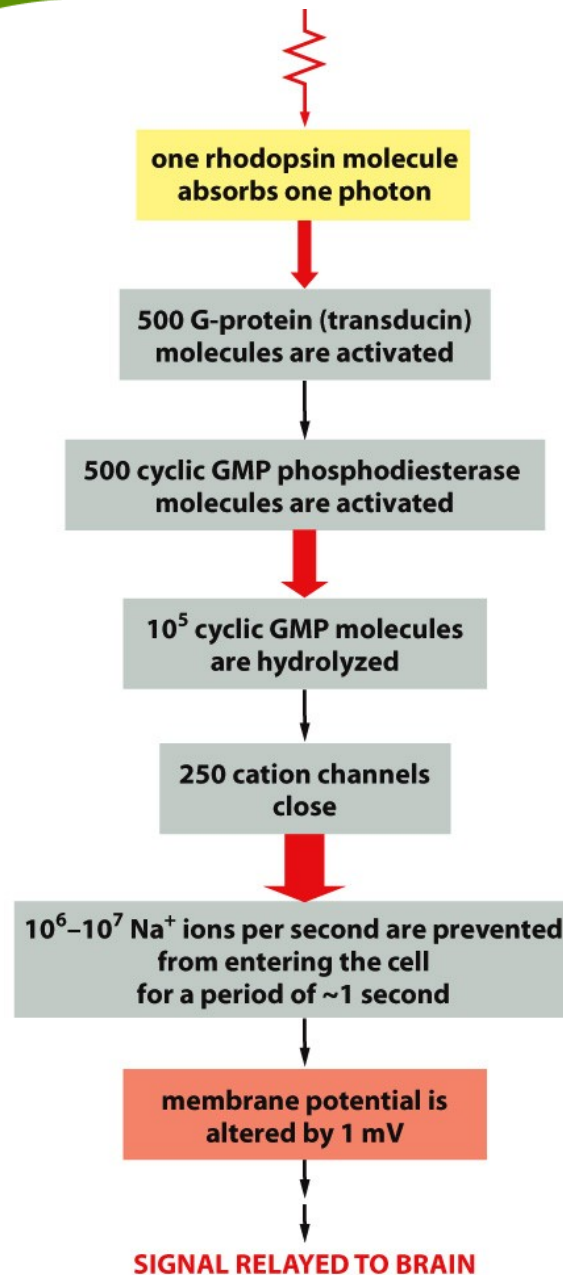 one rhodopsin molecule
absorbs one photon
500 G-protein (transducin)
molecules are activated
500 cyclic GMP phosphodiesterase
molecules are activated
10⁵ cyclic GMP molecules
are hydrolyzed
250 cation channels
close
10⁶–10⁷ Na⁺ ions per second are prevented
from entering the cell
for a period of ~1 second
membrane potential is
altered by 1 mV
SIGNAL RELAYED TO BRAIN